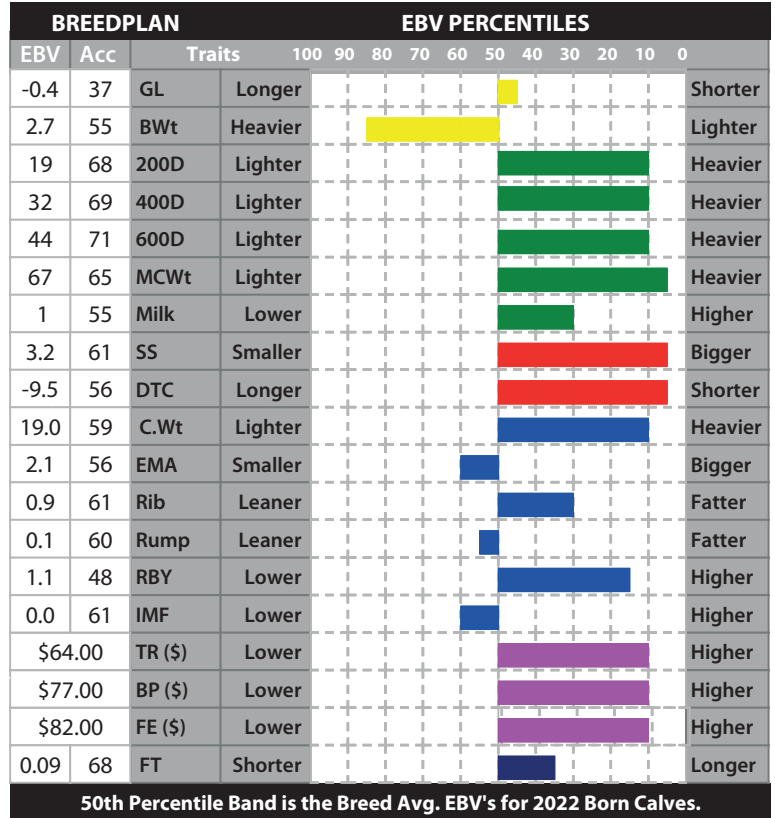 BREEDPLAN EBV PERCENTILES
EBV Acc Traits 100 90 80 70 60 50 40 30 20 10 0
-0.4 37 GL Longer Shorter
2.7 55 BWt Heavier Lighter
19 68 200D Lighter Heavier
32 69 400D Lighter Heavier
44 71 600D Lighter Heavier
67 65 MCWt Lighter Heavier
1 55 Milk Lower Higher
3.2 61 SS Smaller Bigger
-9.5 56 DTC Longer Shorter
19.0 59 C.Wt Lighter Heavier
2.1 56 EMA Smaller Bigger
0.9 61 Rib Leaner Fatter
0.1 60 Rump Leaner Fatter
1.1 48 RBY Lower Higher
0.0 61 IMF Lower Higher
$64.00 TR ($) Lower Higher
$77.00 BP ($) Lower Higher
$82.00 FE ($) Lower Higher
0.09 68 FT Shorter Longer
50th Percentile Band is the Breed Avg. EBV's for 2022 Born Calves.